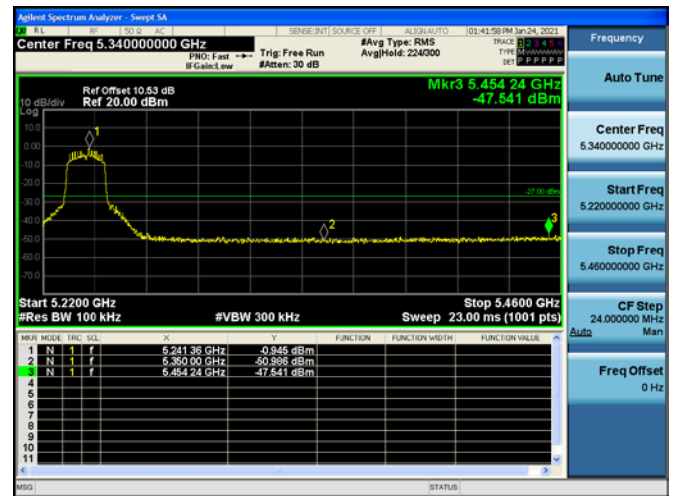 Agilent Spectrum Analyzer - Swept SA
RL RF 50 Ω AC SENSE:INT SOURCE OFF ALIGN AUTO 01:41:58 PM Jan 24, 2021
Center Freq 5.340000000 GHz
PNO: Fast
IFGain:Low
Trig: Free Run
#Atten: 30 dB
#Avg Type: RMS
Avg|Hold: 224/300
TRACE 1 2 3 4 5 6
TYPE
DET P P P P P P
Ref Offset 10.53 dB
Ref 20.00 dBm
10 dB/div
Log
Mkr3 5.454 24 GHz
-47.541 dBm
10.0
0.00
-10.0
-20.0
-30.0
-40.0
-50.0
-60.0
-70.0
1
2
3
-27.00 dBm
Start 5.2200 GHz
Stop 5.4600 GHz
#Res BW 100 kHz
#VBW 300 kHz
Sweep 23.00 ms (1001 pts)
MKR MODE TRC SCL X Y FUNCTION FUNCTION WIDTH FUNCTION VALUE
1 N 1 f 5.241 36 GHz -0.945 dBm
2 N 1 f 5.350 00 GHz -50.986 dBm
3 N 1 f 5.454 24 GHz -47.541 dBm
4
5
6
7
8
9
10
11
MSG
STATUS
Frequency
Auto Tune
Center Freq
5.340000000 GHz
Start Freq
5.220000000 GHz
Stop Freq
5.460000000 GHz
CF Step
24.000000 MHz
Auto Man
Freq Offset
0 Hz